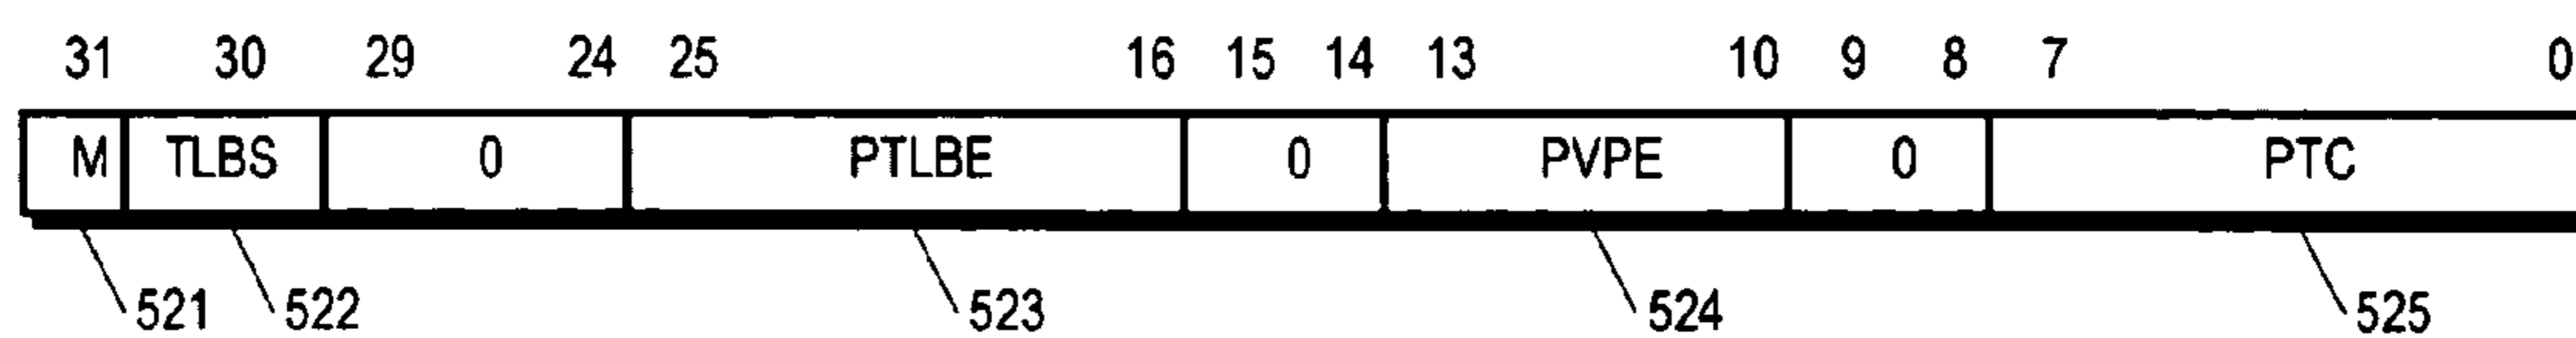 31 30 29 24 25 16 15 14 13 10 9 8 7 0
M TLBS 0 PTLBE 0 PVPE 0 PTC
521 522 523 524 525